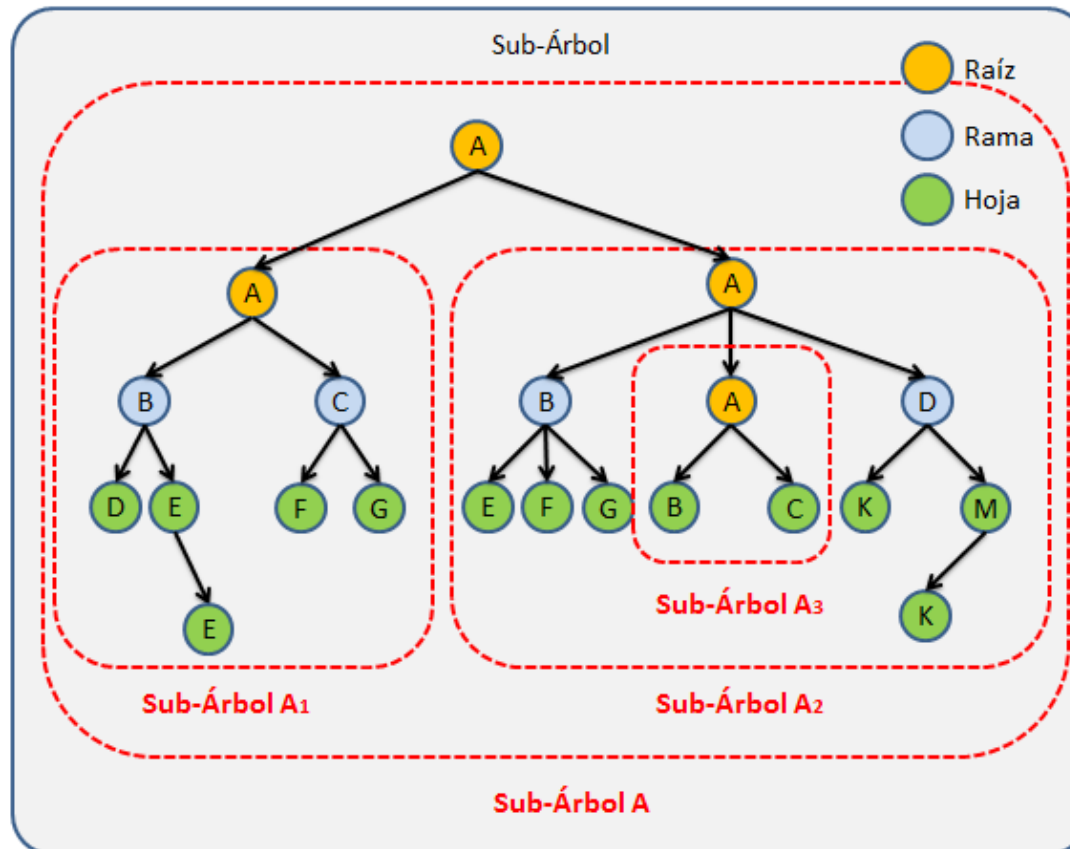 Sub-Árbol
Raíz
Rama
Hoja
A
A
A
B
C
B
A
D
D
E
F
G
E
F
G
B
C
K
M
E
K
Sub-Árbol A3
Sub-Árbol A1
Sub-Árbol A2
Sub-Árbol A